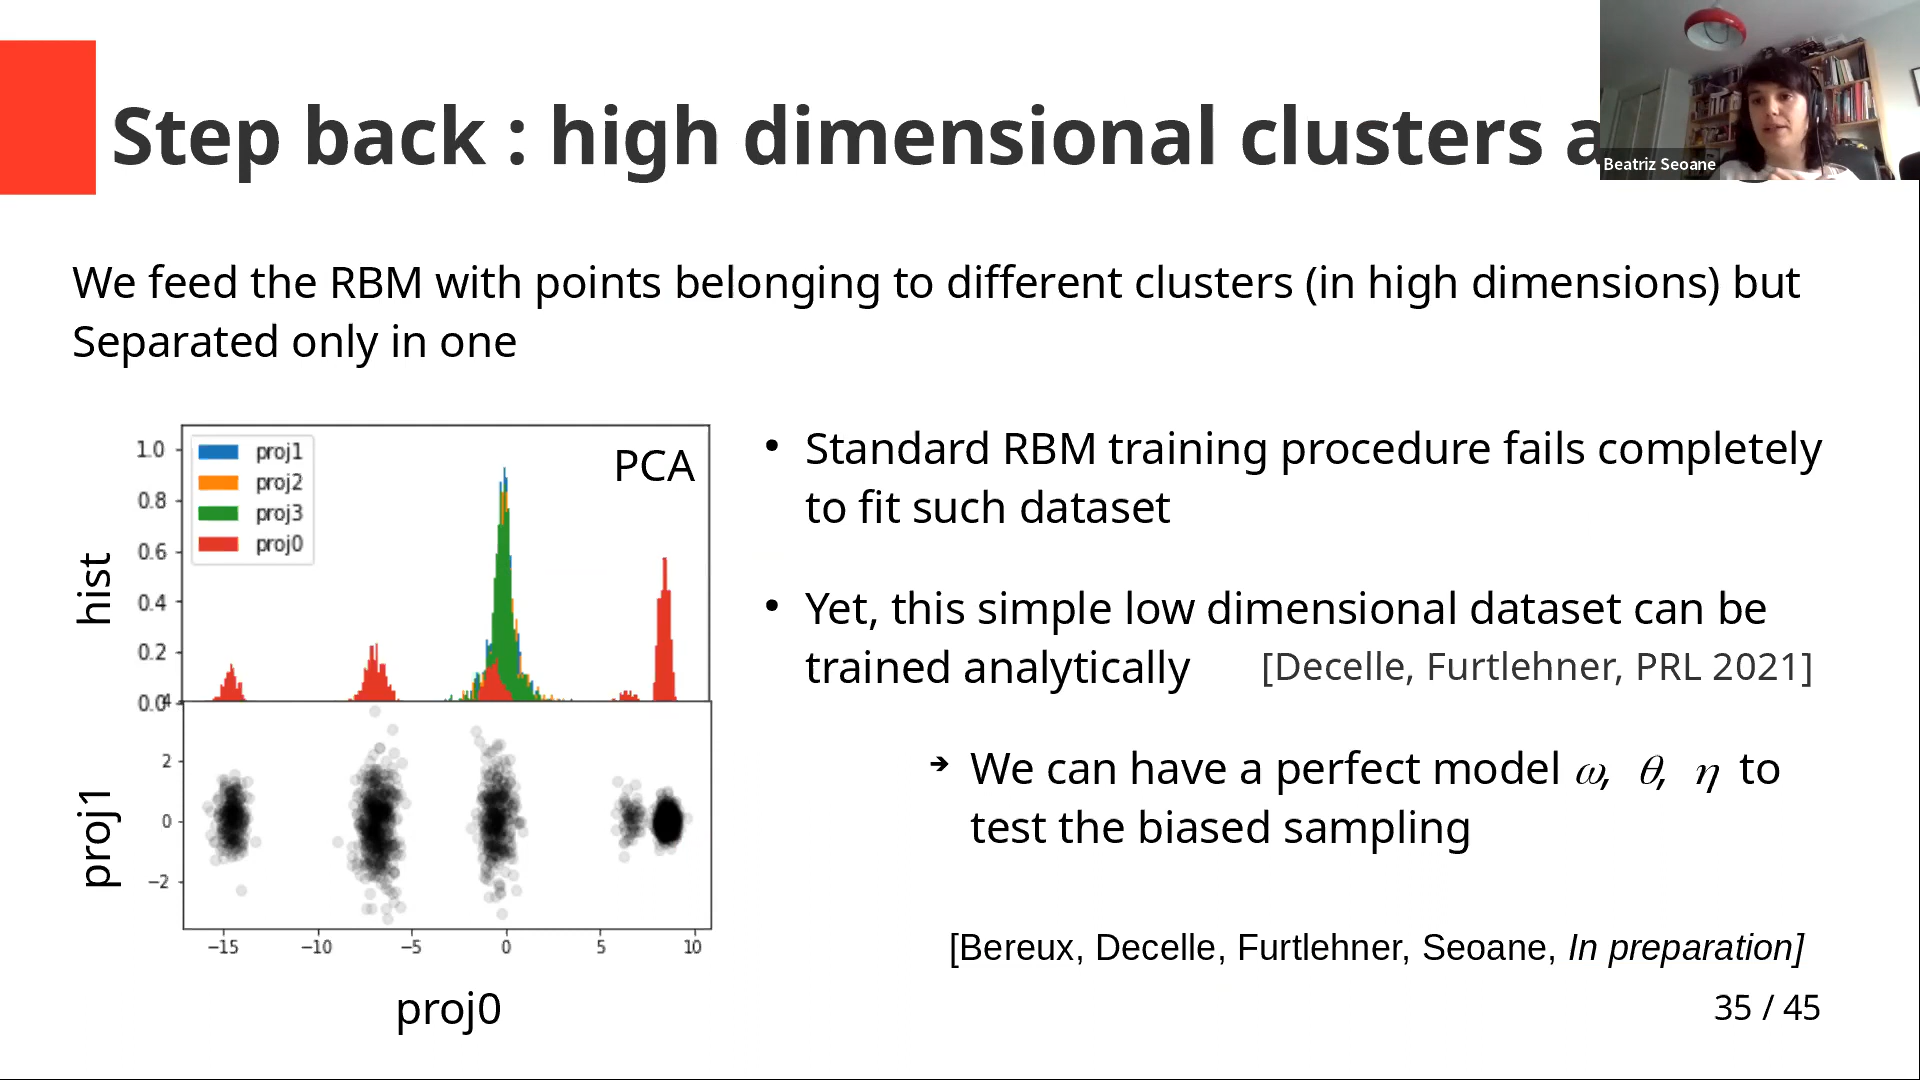 Step back : high dimensional clusters a
Beatriz Seoane
We feed the RBM with points belonging to different clusters (in high dimensions) but
Separated only in one
PCA
proj1
proj2
proj3
proj0
hist
1.0
0.8
0.6
0.4
0.2
0.0
4
2
0
−2
proj1
−15
−10
−5
0
5
10
proj0
• Standard RBM training procedure fails completely
to fit such dataset
• Yet, this simple low dimensional dataset can be
trained analytically [Decelle, Furtlehner, PRL 2021]
➔ We can have a perfect model ω, θ, η to
test the biased sampling
[Bereux, Decelle, Furtlehner, Seoane, In preparation]
35 / 45